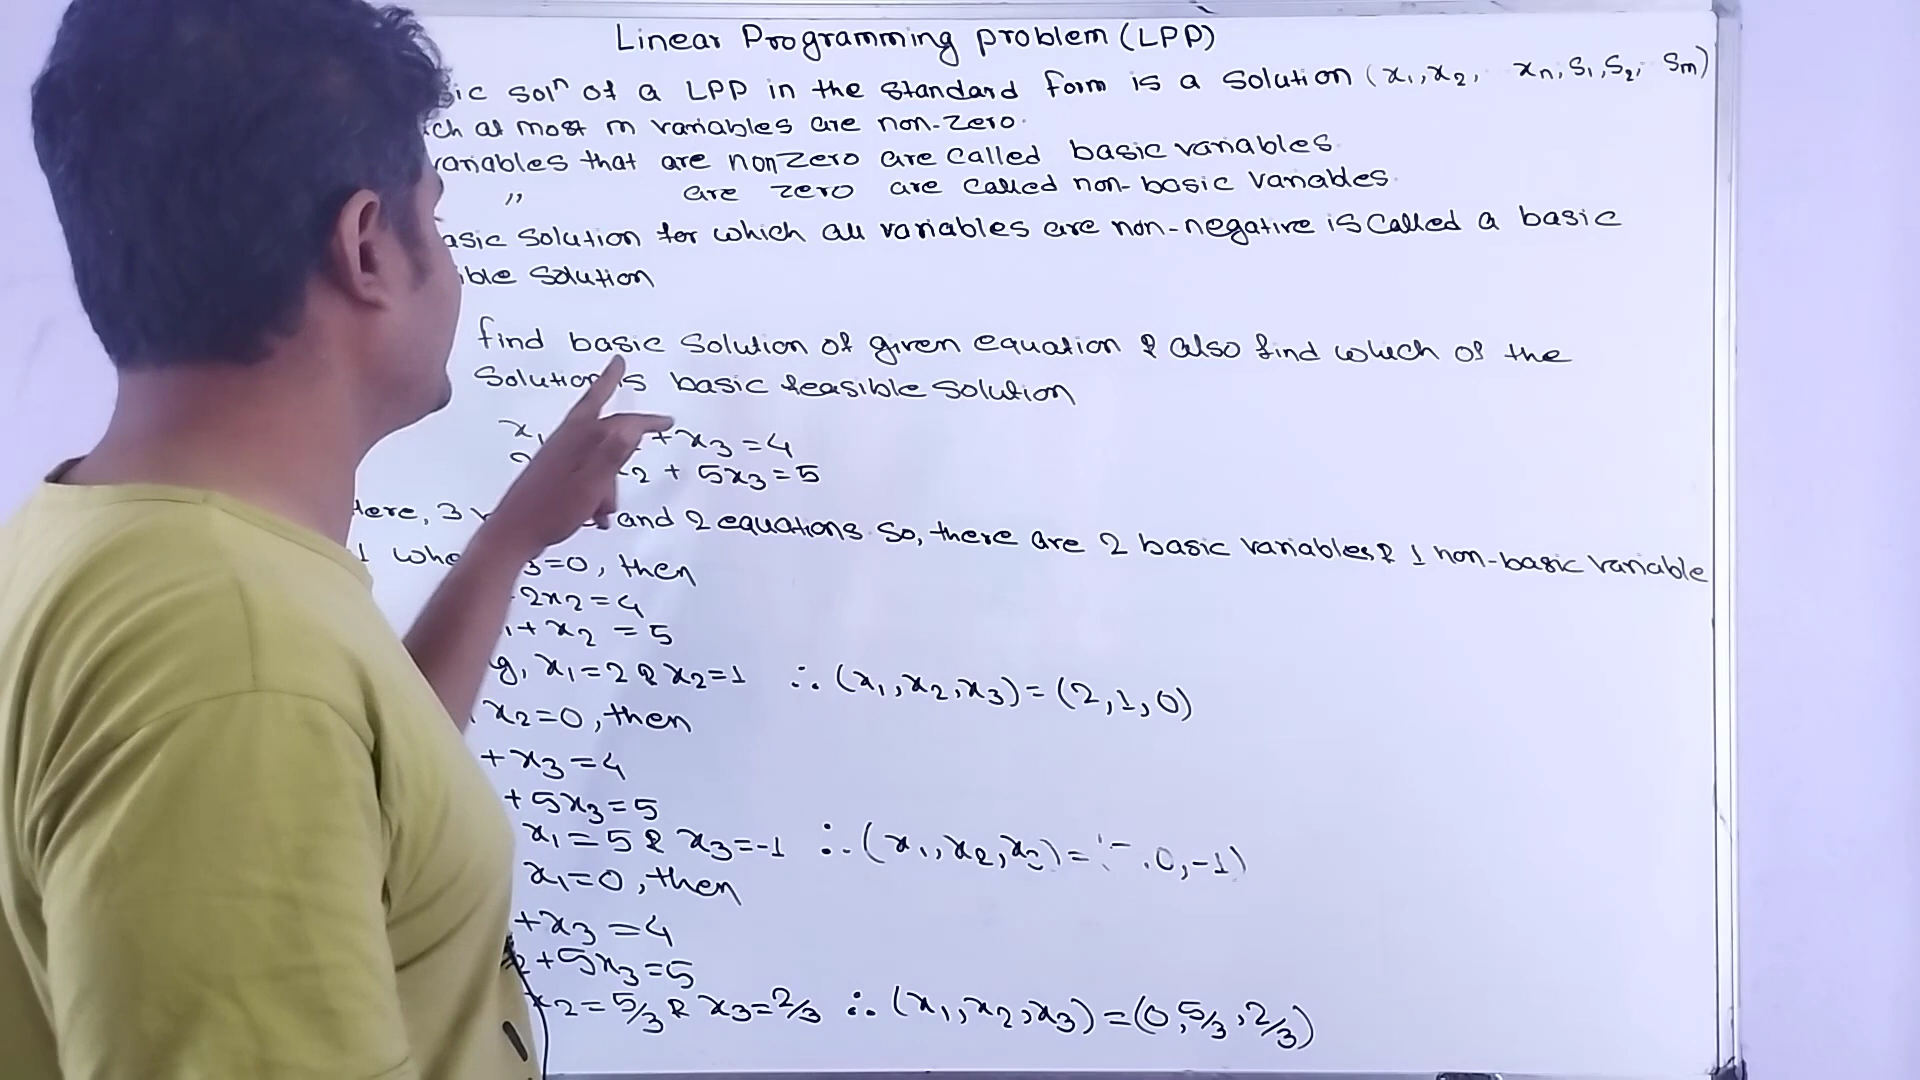 Linear Programming problem (LPP)
sic solⁿ of a LPP in the standard form is a solution (x₁, x₂, xₙ, s₁, s₂, sₘ)
ch at most m variables are non-zero.
variables that are nonzero are called basic variables
,, are zero are called non-basic variables.
asic solution for which all variables are non-negative is called a basic
ible solution
find basic solution of given equation & also find which of the
solution is basic feasible solution
x₁ + x₃ = 4
x₂ + 5x₃ = 5
Here, 3 and 2 equations. So, there are 2 basic variables & 1 non-basic variable
1 whe 3=0, then
2x₂ = 4
+ x₂ = 5
g, x₁ = 2 & x₂ = 1 ∴ (x₁, x₂, x₃) = (2, 1, 0)
x₂ = 0, then
+ x₃ = 4
+ 5x₃ = 5
x₁ = 5 & x₃ = -1 ∴ (x₁, x₂, x₃) = , 0, -1)
x₁ = 0, then
+ x₃ = 4
+ 5x₃ = 5
x₂ = 5/3 & x₃ = 2/3 ∴ (x₁, x₂, x₃) = (0, 5/3, 2/3)